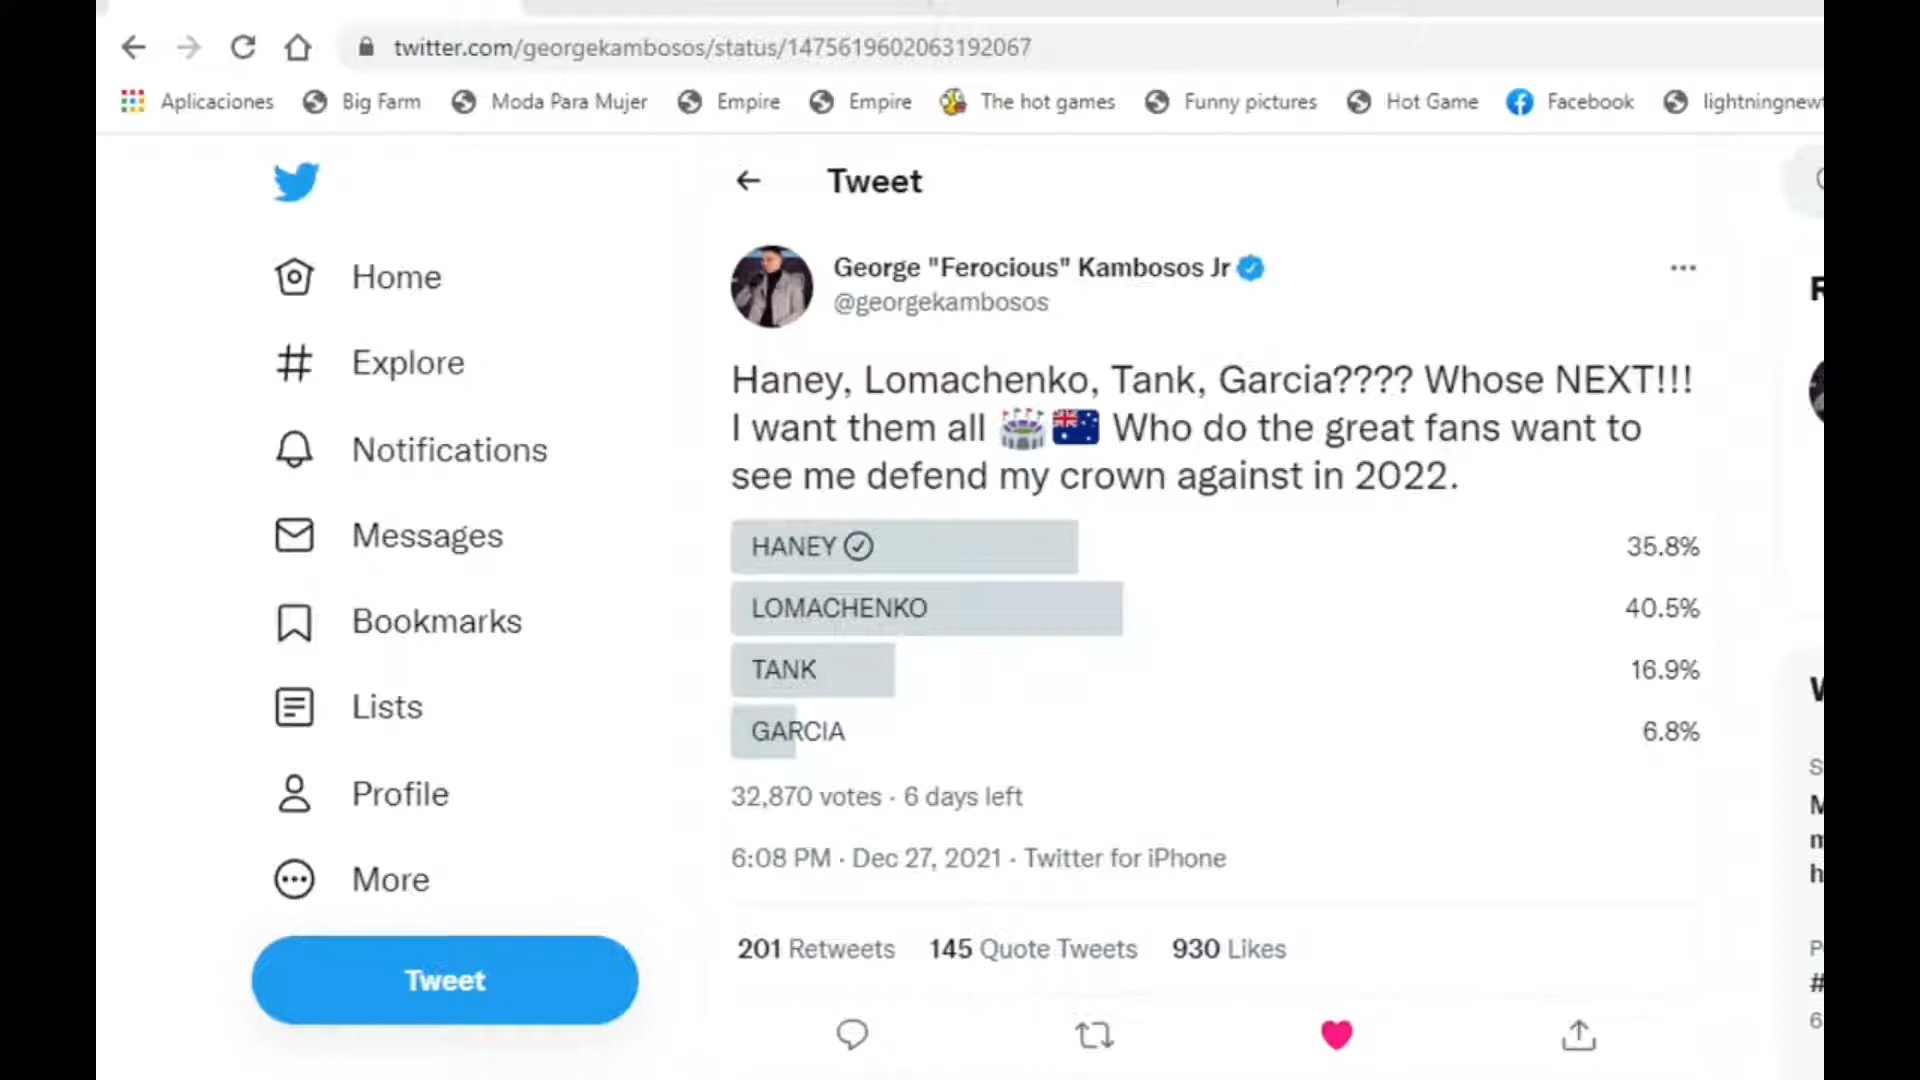 twitter.com/georgekambosos/status/1475619602063192067
Aplicaciones Big Farm Moda Para Mujer Empire Empire The hot games Funny pictures Hot Game Facebook lightningnewt
Tweet
Home
Explore
Notifications
Messages
Bookmarks
Lists
Profile
More
Tweet
George "Ferocious" Kambosos Jr
@georgekambosos
Haney, Lomachenko, Tank, Garcia???? Whose NEXT!!!
I want them all 🏟️🇦🇺 Who do the great fans want to
see me defend my crown against in 2022.
HANEY 35.8%
LOMACHENKO 40.5%
TANK 16.9%
GARCIA 6.8%
32,870 votes · 6 days left
6:08 PM · Dec 27, 2021 · Twitter for iPhone
201 Retweets 145 Quote Tweets 930 Likes